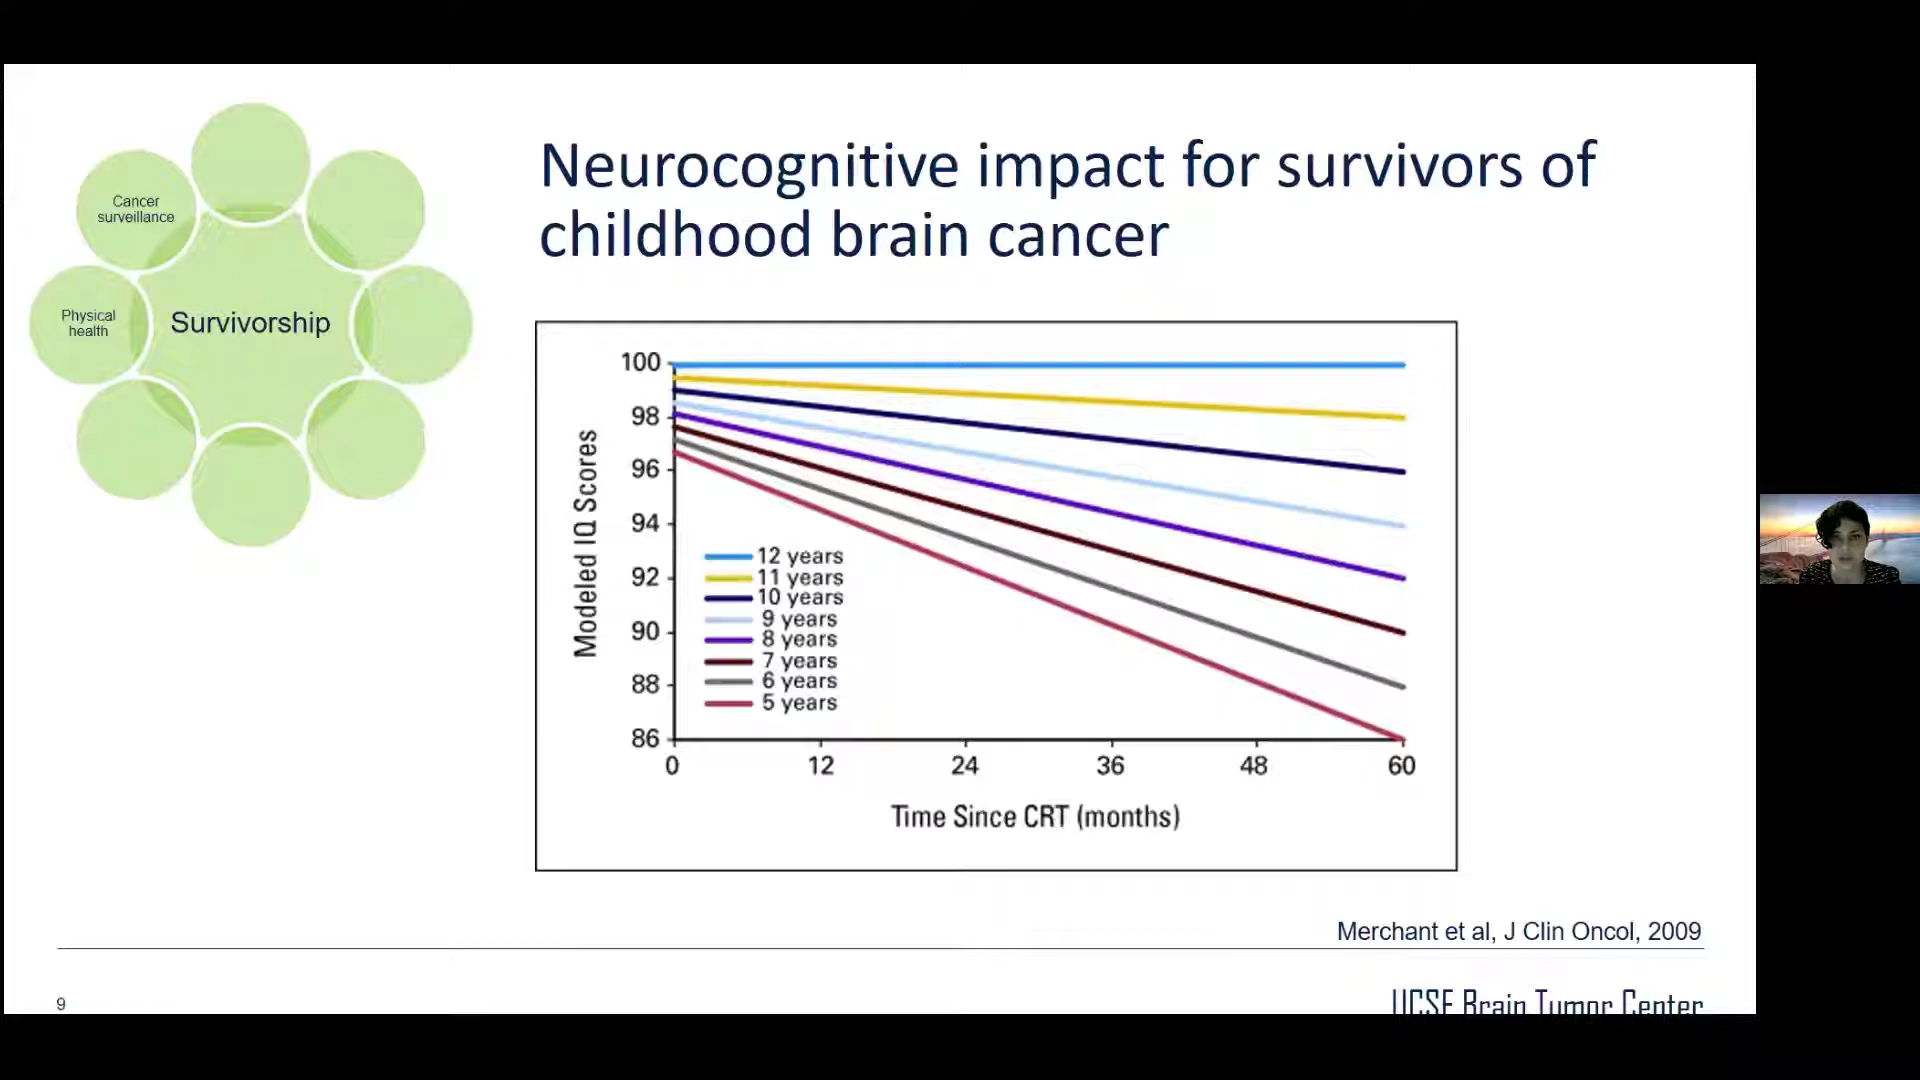 Cancer
surveillance
Physical
health
Survivorship
Neurocognitive impact for survivors of
childhood brain cancer
Modeled IQ Scores
100
98
96
94
92
90
88
86
12 years
11 years
10 years
9 years
8 years
7 years
6 years
5 years
0 12 24 36 48 60
Time Since CRT (months)
Merchant et al, J Clin Oncol, 2009
9
UCSF Brain Tumor Center